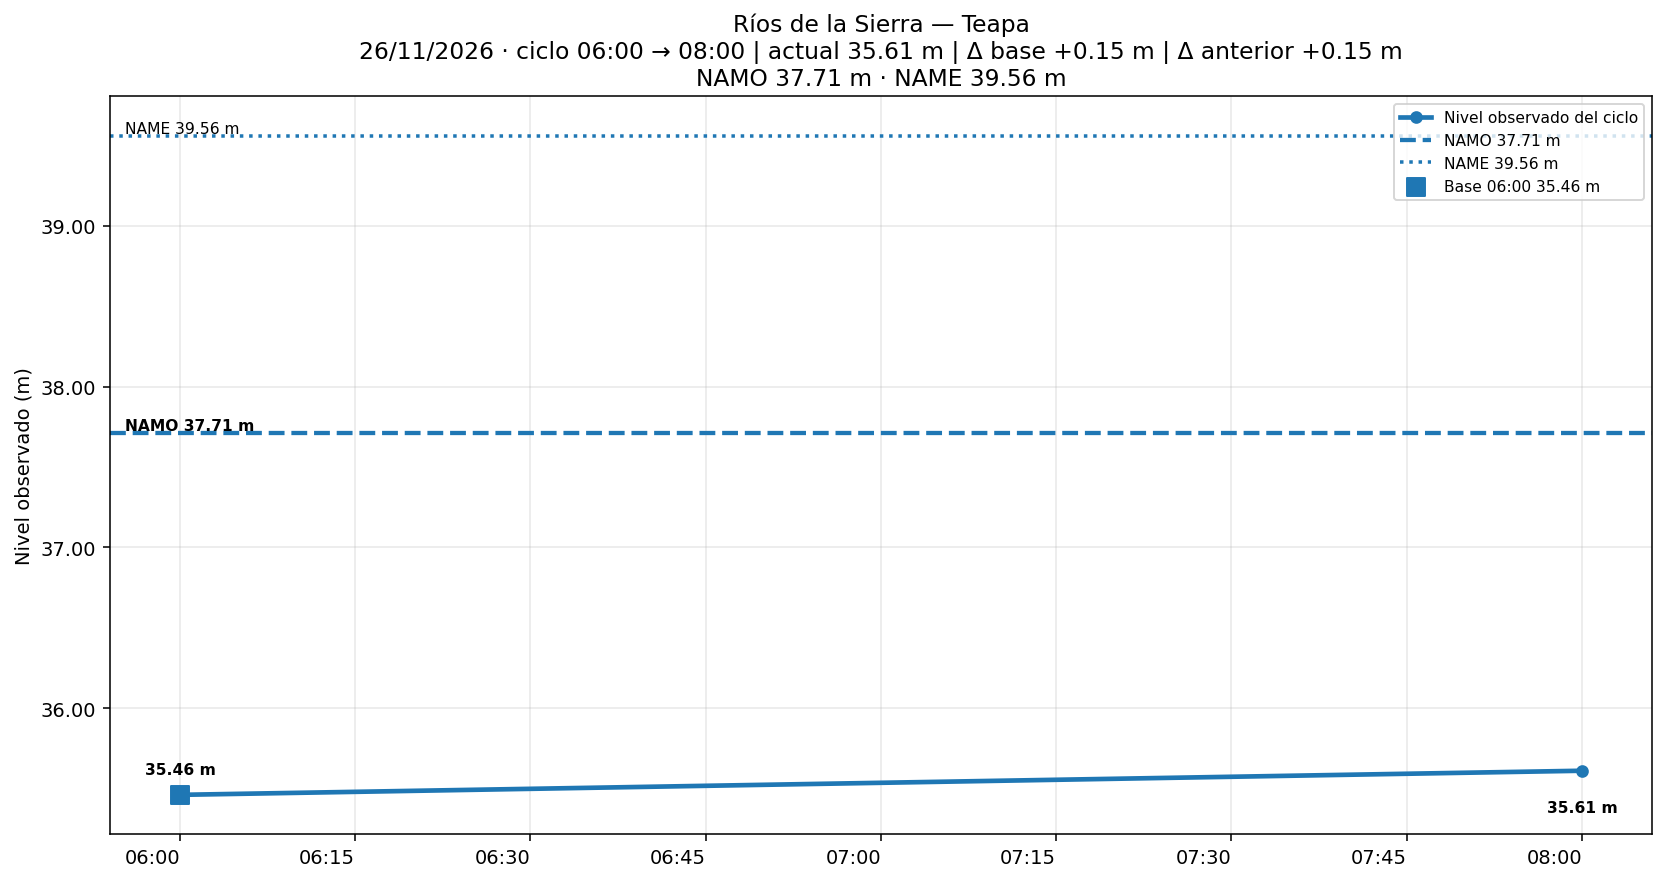 Ríos de la Sierra — Teapa
26/11/2026 · ciclo 06:00 → 08:00 | actual 35.61 m | Δ base +0.15 m | Δ anterior +0.15 m
NAMO 37.71 m · NAME 39.56 m
NAME 39.56 m
Nivel observado del ciclo
NAMO 37.71 m
NAME 39.56 m
Base 06:00 35.46 m
Nivel observado (m)
39.00
38.00
37.00
36.00
NAMO 37.71 m
35.46 m
35.61 m
06:00
06:15
06:30
06:45
07:00
07:15
07:30
07:45
08:00